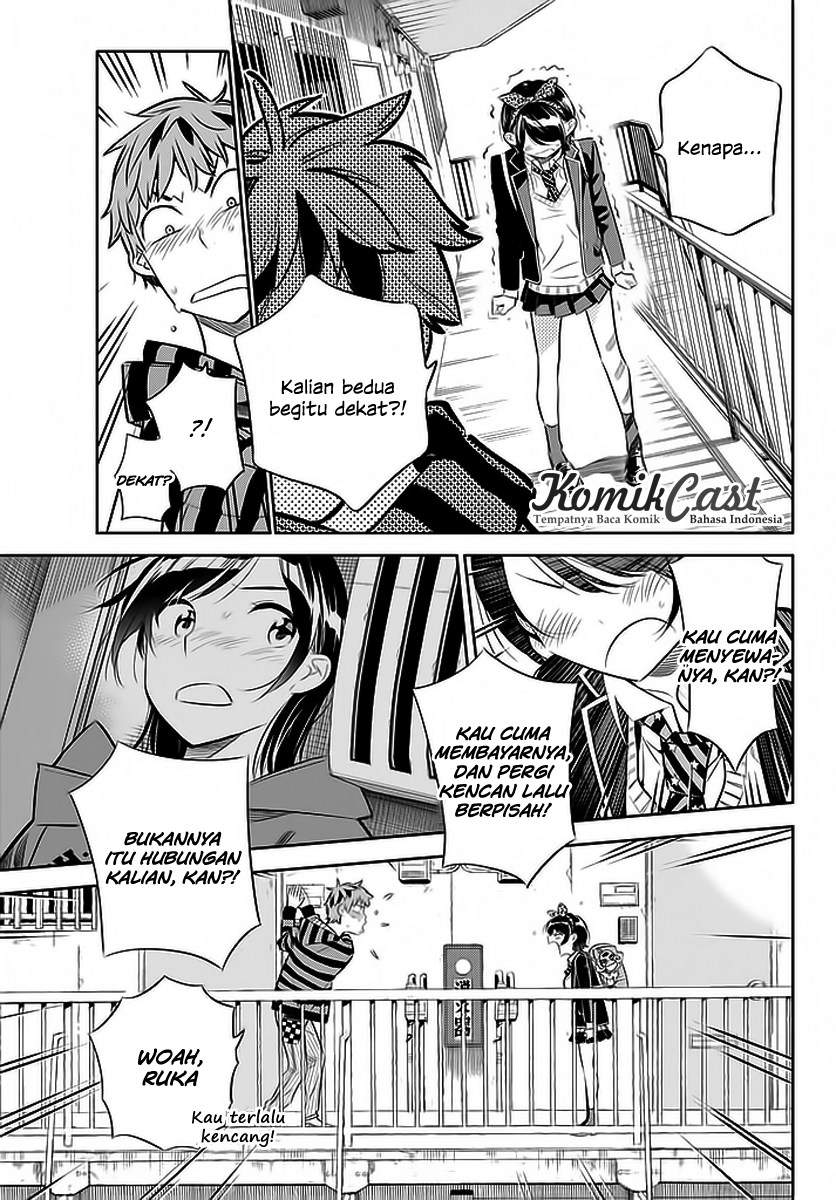 Kenapa...
Kalian bedua
begitu dekat?!
?!
DEKAT?
KomikCast
Tempatnya Baca Komik Bahasa Indonesia
KAU CUMA
MENYEWA-
NYA, KAN?!
KAU CUMA
MEMBAYARNYA,
DAN PERGI
KENCAN LALU
BERPISAH!
BUKANNYA
ITU HUBUNGAN
KALIAN, KAN?!
WOAH,
RUKA
Kau terlalu
kencang!